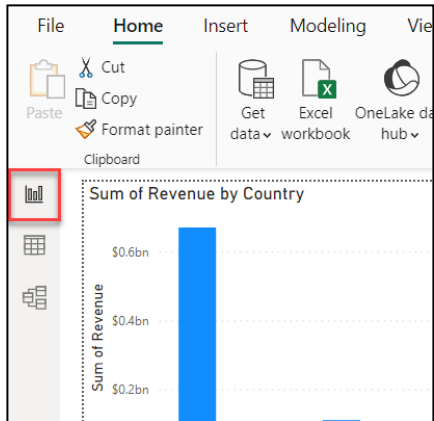 File Home Insert Modeling Vie
Cut
Copy
Format painter
Paste
Clipboard
Get data
Excel workbook
OneLake da
hub
Sum of Revenue by Country
$0.6bn
$0.4bn
$0.2bn
Sum of Revenue